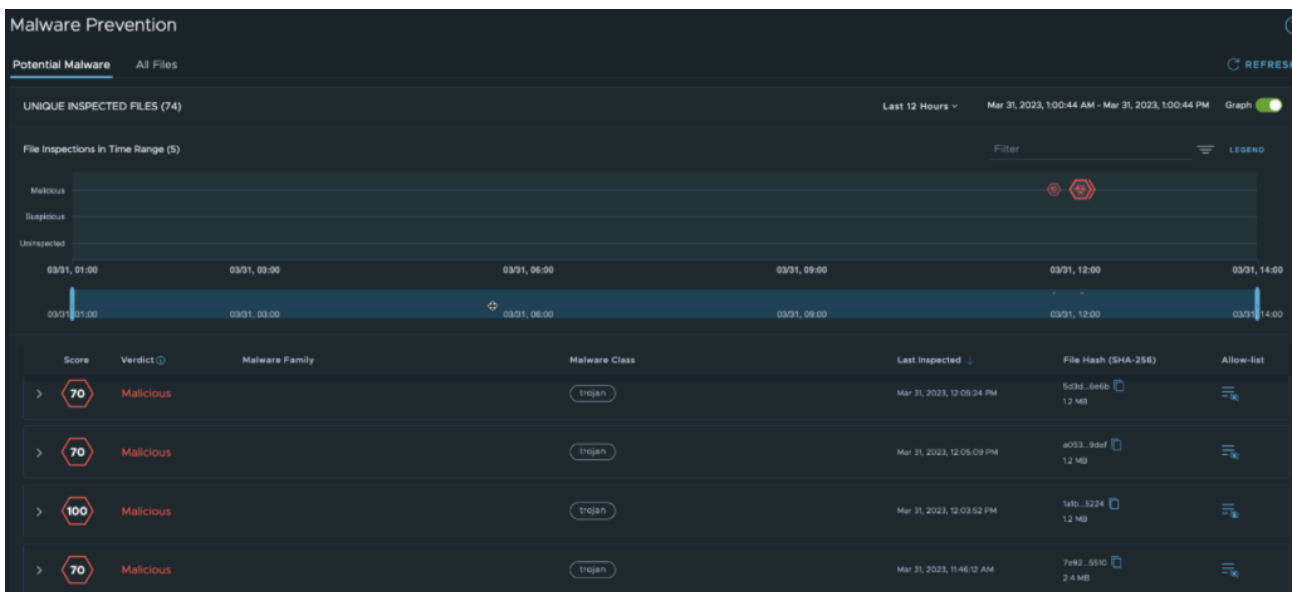 Malware Prevention
Potential Malware All Files REFRES
UNIQUE INSPECTED FILES (74) Last 12 Hours Mar 31, 2023, 1:00:44 AM - Mar 31, 2023, 1:00:44 PM Graph
File Inspections in Time Range (5) Filter LEGEND
Malicious
Suspicious
Uninspected
03/31, 01:00 03/31, 03:00 03/31, 06:00 03/31, 09:00 03/31, 12:00 03/31, 14:00
03/31, 01:00 03/31, 03:00 03/31, 06:00 03/31, 09:00 03/31, 12:00 03/31, 14:00
Score Verdict Malware Family Malware Class Last Inspected File Hash (SHA-256) Allow-list
70 Malicious trojan Mar 31, 2023, 12:05:24 PM 5d3d...6e6b
1.2 MB
70 Malicious trojan Mar 31, 2023, 12:05:09 PM a053...9daf
1.2 MB
100 Malicious trojan Mar 31, 2023, 12:03:52 PM 1a1b...5224
1.2 MB
70 Malicious trojan Mar 31, 2023, 11:46:12 AM 7e92...5510
2.4 MB